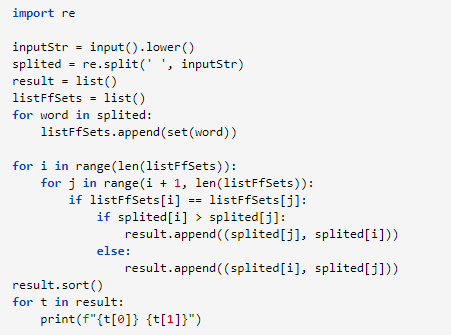 import re

inputStr = input().lower()
splited = re.split(' ', inputStr)
result = list()
listFfSets = list()
for word in splited:
    listFfSets.append(set(word))

for i in range(len(listFfSets)):
    for j in range(i + 1, len(listFfSets)):
        if listFfSets[i] == listFfSets[j]:
            if splited[i] > splited[j]:
                result.append((splited[j], splited[i]))
            else:
                result.append((splited[i], splited[j]))
result.sort()
for t in result:
    print(f"{t[0]} {t[1]}")